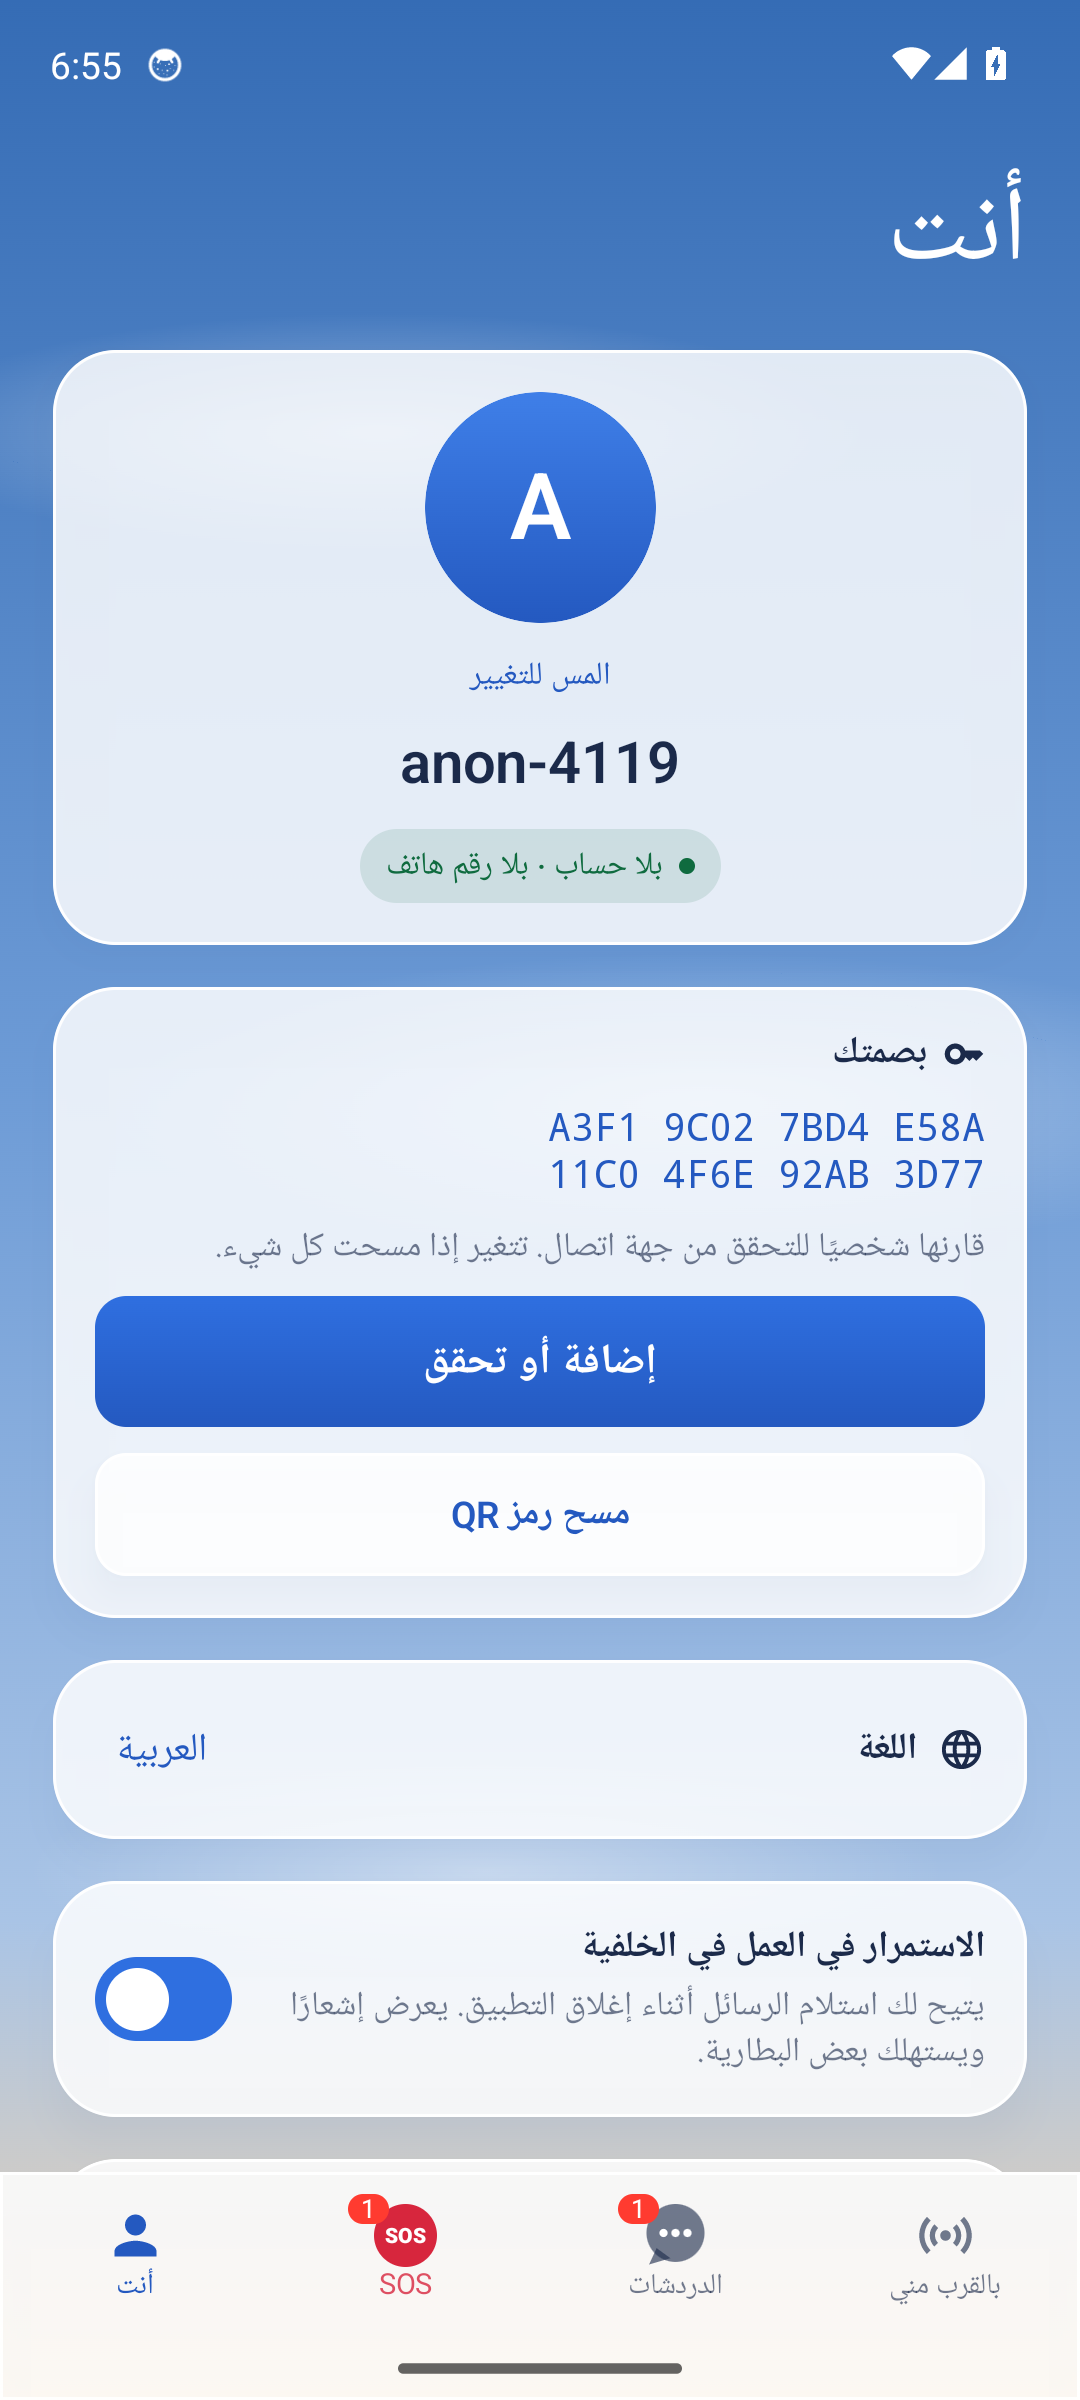 6:55
أنت
A
المس للتغيير
anon-4119
بلا حساب · بلا رقم هاتف
بصمتك
A3F1 9C02 7BD4 E58A
11C0 4F6E 92AB 3D77
قارنها شخصيًا للتحقق من جهة اتصال. تتغير إذا مسحت كل شيء.
إضافة أو تحقق
مسح رمز QR
اللغة
العربية
الاستمرار في العمل في الخلفية
يتيح لك استلام الرسائل أثناء إغلاق التطبيق. يعرض إشعارًا
ويستهلك بعض البطارية.
بالقرب مني
1
الدردشات
1
SOS
SOS
أنت